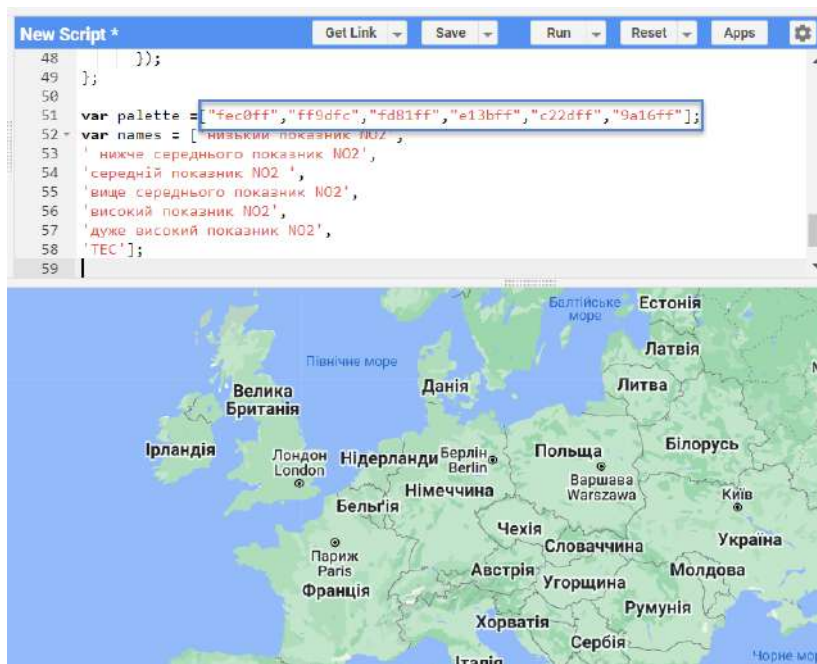 New Script *
Get Link
Save
Run
Reset
Apps
48 });
49 };
50
51 var palette =["fec0ff","ff9dfc","fd81ff","e13bff","c22dff","9a16ff"];
52 var names = ['низький показник NO2',
53 ' нижче середнього показник NO2',
54 'середній показник NO2 ',
55 'вище середнього показник NO2',
56 'високий показник NO2',
57 'дуже високий показник NO2',
58 'ТЕС'];
59
Балтійське
море
Естонія
Латвія
Північне море
Данія
Литва
Велика
Британія
Ірландія
Лондон
London
Нідерланди
Берлін
Berlin
Польща
Варшава
Warszawa
Білорусь
Німеччина
Бельгія
Київ
Чехія
Україна
Париж
Paris
Словаччина
Франція
Австрія
Угорщина
Молдова
Румунія
Хорватія
Сербія
Італія
Чорне мор